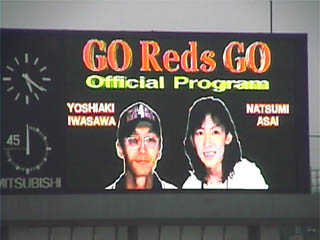 GO Reds GO
Official Program
YOSHIAKI
IWASAWA
NATSUMI
ASAI
45
MITSUBISHI